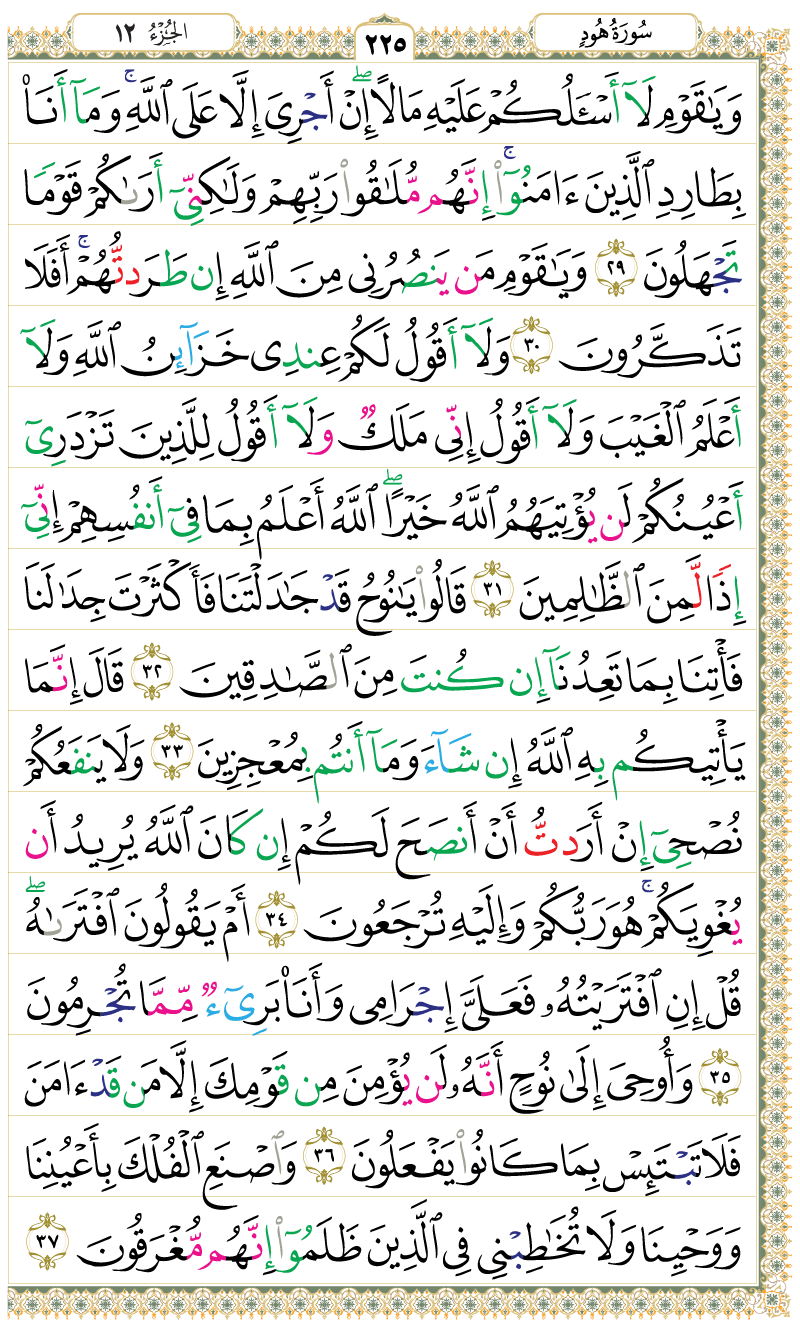 سُورَةُ هُودٍ ٢٢٥ الجُزْءُ ١٢
وَيَٰقَوْمِ لَآ أَسْـَٔلُكُمْ عَلَيْهِ مَالًا ۖ إِنْ أَجْرِىَ إِلَّا عَلَى ٱللَّهِ ۚ وَمَآ أَنَا۠
بِطَارِدِ ٱلَّذِينَ ءَامَنُوٓا۟ ۚ إِنَّهُم مُّلَٰقُوا۟ رَبِّهِمْ وَلَٰكِنِّىٓ أَرَىٰكُمْ قَوْمًا
تَجْهَلُونَ ٢٩ وَيَٰقَوْمِ مَن يَنصُرُنِى مِنَ ٱللَّهِ إِن طَرَدتُّهُمْ ۚ أَفَلَا
تَذَكَّرُونَ ٣٠ وَلَآ أَقُولُ لَكُمْ عِندِى خَزَآئِنُ ٱللَّهِ وَلَآ
أَعْلَمُ ٱلْغَيْبَ وَلَآ أَقُولُ إِنِّى مَلَكٌ وَلَآ أَقُولُ لِلَّذِينَ تَزْدَرِىٓ
أَعْيُنُكُمْ لَن يُؤْتِيَهُمُ ٱللَّهُ خَيْرًا ۖ ٱللَّهُ أَعْلَمُ بِمَا فِىٓ أَنفُسِهِمْ إِنِّىٓ
إِذًا لَّمِنَ ٱلظَّٰلِمِينَ ٣١ قَالُوا۟ يَٰنُوحُ قَدْ جَٰدَلْتَنَا فَأَكْثَرْتَ جِدَٰلَنَا
فَأْتِنَا بِمَا تَعِدُنَآ إِن كُنتَ مِنَ ٱلصَّٰدِقِينَ ٣٢ قَالَ إِنَّمَا
يَأْتِيكُم بِهِ ٱللَّهُ إِن شَآءَ وَمَآ أَنتُم بِمُعْجِزِينَ ٣٣ وَلَا يَنفَعُكُمْ
نُصْحِىٓ إِنْ أَرَدتُّ أَنْ أَنصَحَ لَكُمْ إِن كَانَ ٱللَّهُ يُرِيدُ أَن
يُغْوِيَكُمْ ۚ هُوَ رَبُّكُمْ وَإِلَيْهِ تُرْجَعُونَ ٣٤ أَمْ يَقُولُونَ ٱفْتَرَىٰهُ ۖ
قُلْ إِنِ ٱفْتَرَيْتُهُۥ فَعَلَىَّ إِجْرَامِى وَأَنَا۠ بَرِىٓءٌ مِّمَّا تُجْرِمُونَ
٣٥ وَأُوحِىَ إِلَىٰ نُوحٍ أَنَّهُۥ لَن يُؤْمِنَ مِن قَوْمِكَ إِلَّا مَن قَدْ ءَامَنَ
فَلَا تَبْتَئِسْ بِمَا كَانُوا۟ يَفْعَلُونَ ٣٦ وَٱصْنَعِ ٱلْفُلْكَ بِأَعْيُنِنَا
وَوَحْيِنَا وَلَا تُخَٰطِبْنِى فِى ٱلَّذِينَ ظَلَمُوٓا۟ إِنَّهُم مُّغْرَقُونَ ٣٧